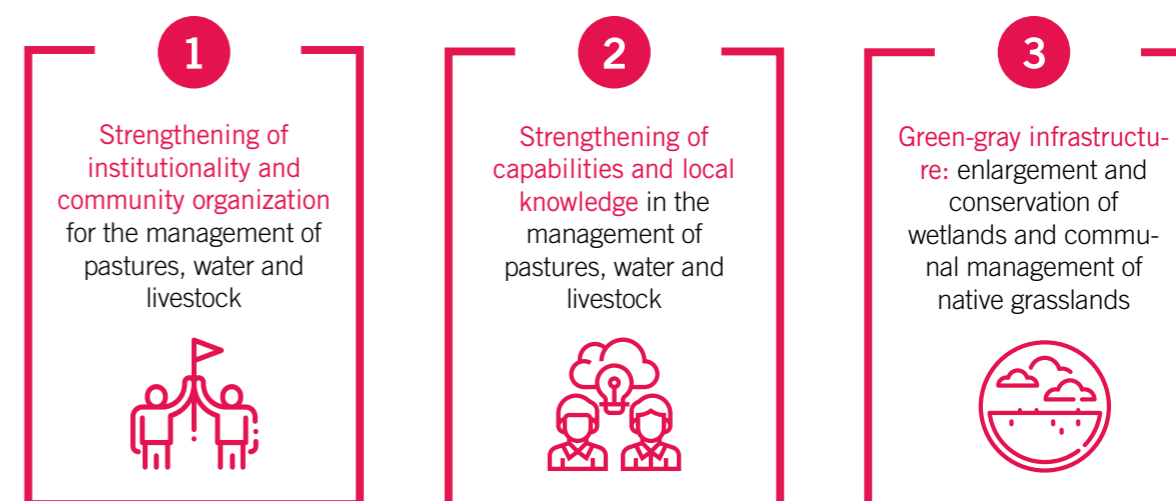 1
Strengthening of
institutionality and
community organization
for the management of
pastures, water and
livestock
2
Strengthening of
capabilities and local
knowledge in the
management of
pastures, water and
livestock
3
Green-gray infrastructu-
re: enlargement and
conservation of
wetlands and commu-
nal management of
native grasslands